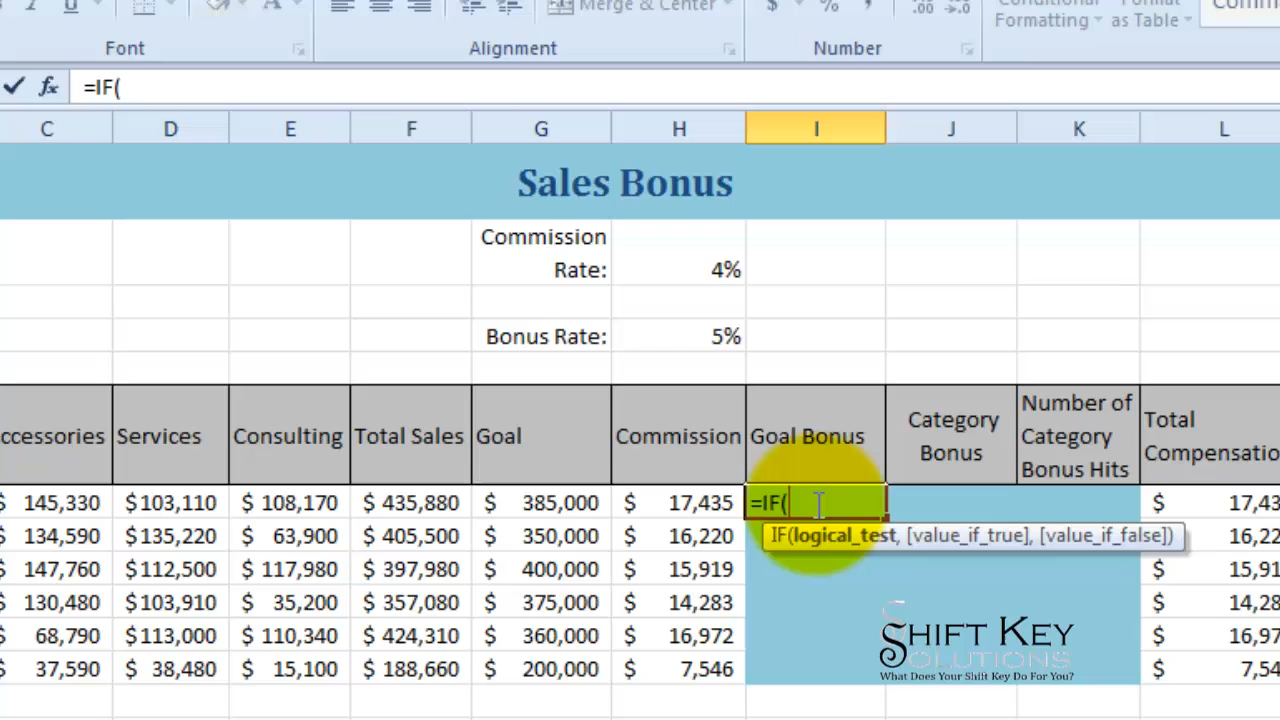 Merge & Center
$ % ,
.00 →.0
Conditional Format
Formatting as Table
Font Alignment Number
fx =IF(
C D E F G H I J K L
Sales Bonus
Commission
Rate: 4%
Bonus Rate: 5%
ccessories Services Consulting Total Sales Goal Commission Goal Bonus Category Bonus Number of Category Bonus Hits Total Compensatio
$ 145,330 $103,110 $ 108,170 $ 435,880 $ 385,000 $ 17,435 =IF( $ 17,43
IF(logical_test, [value_if_true], [value_if_false])
$ 134,590 $135,220 $ 63,900 $ 405,500 $ 350,000 $ 16,220 $ 16,22
$ 147,760 $112,500 $ 117,980 $ 397,980 $ 400,000 $ 15,919 $ 15,91
$ 130,480 $103,910 $ 35,200 $ 357,080 $ 375,000 $ 14,283 $ 14,28
$ 68,790 $113,000 $ 110,340 $ 424,310 $ 360,000 $ 16,972 $ 16,97
$ 37,590 $ 38,480 $ 15,100 $ 188,660 $ 200,000 $ 7,546 $ 7,54
SHIFT KEY
SOLUTIONS
What Does Your Shift Key Do For You?